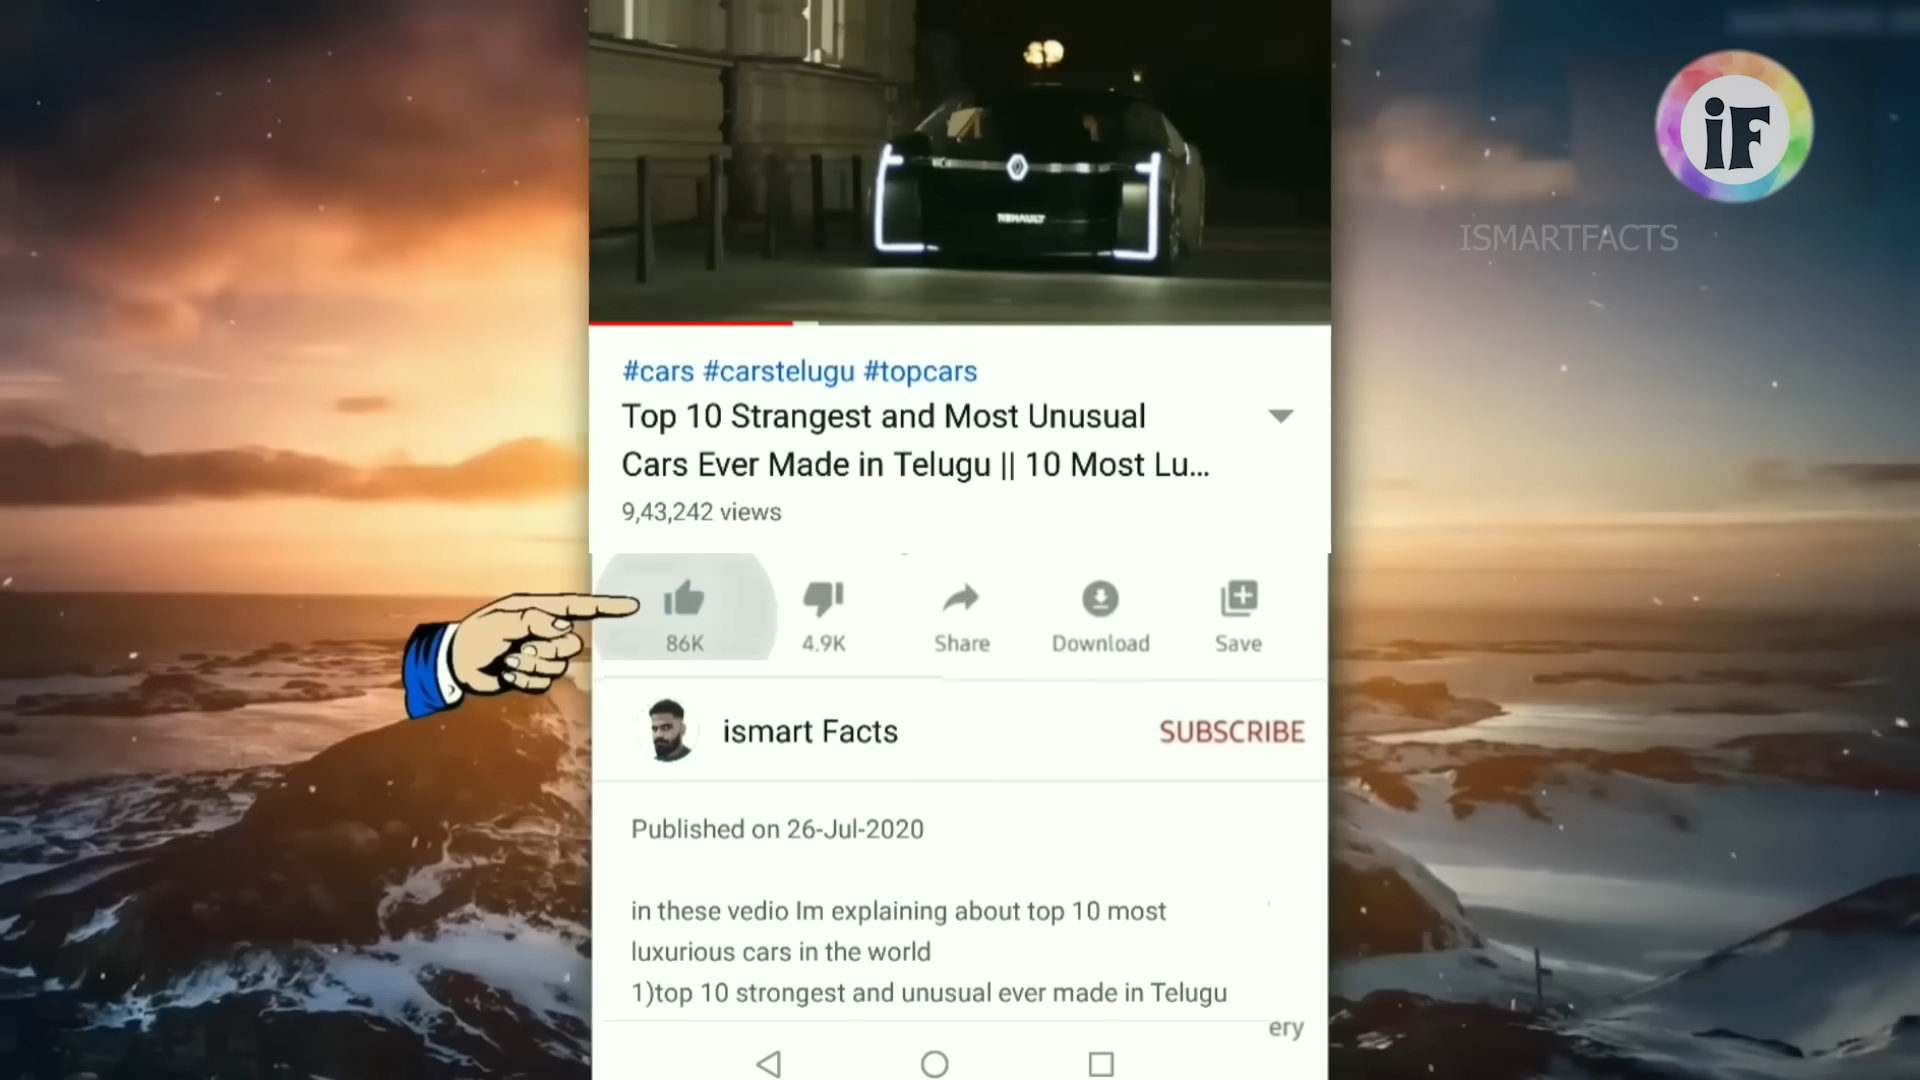 iF
ISMARTFACTS
RENAULT
#cars #carstelugu #topcars
Top 10 Strangest and Most Unusual
Cars Ever Made in Telugu || 10 Most Lu...
9,43,242 views
86K
4.9K
Share
Download
Save
ismart Facts
SUBSCRIBE
Published on 26-Jul-2020
in these vedio Im explaining about top 10 most
luxurious cars in the world
1)top 10 strongest and unusual ever made in Telugu
ery